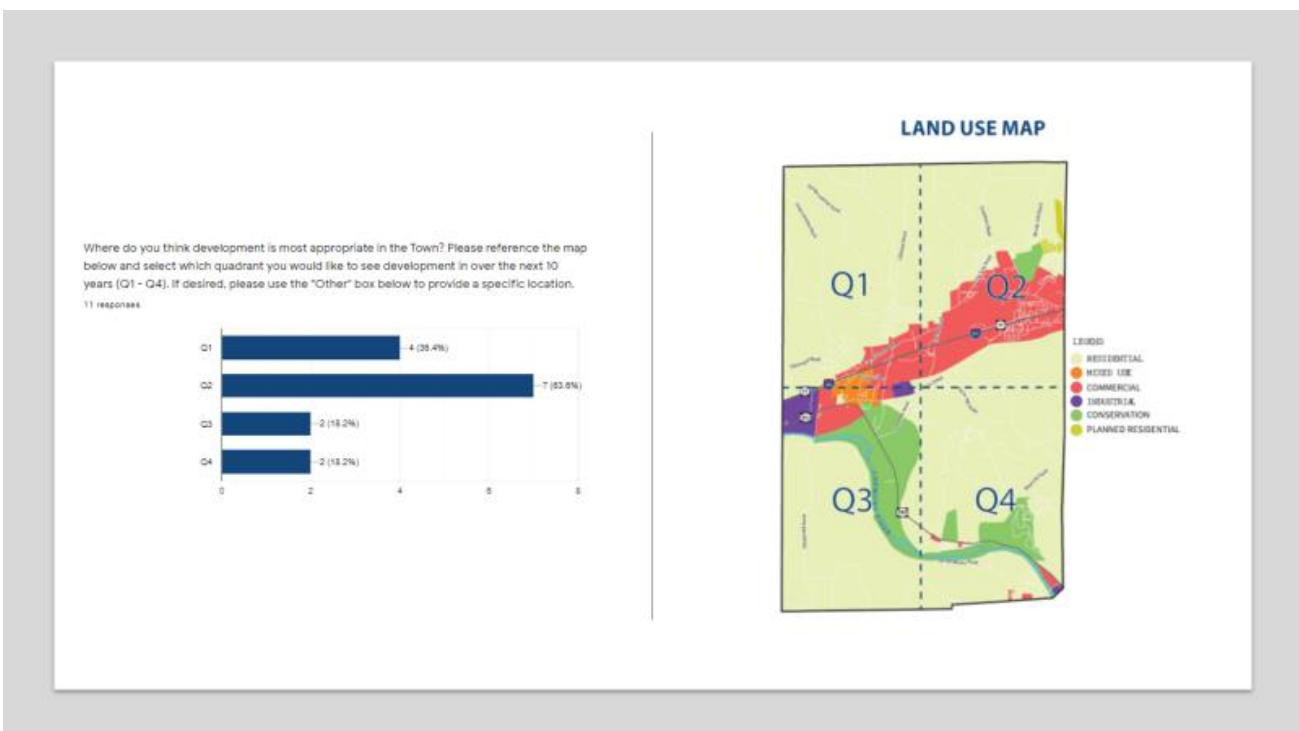 Where do you think development is most appropriate in the Town? Please reference the map
below and select which quadrant you would like to see development in over the next 10
years (Q1 - Q4). If desired, please use the "Other" box below to provide a specific location.
11 responses
Q1
4 (36.4%)
Q2
7 (63.6%)
Q3
2 (18.2%)
Q4
2 (18.2%)
0
2
4
6
8
LAND USE MAP
Q1
Q2
Q3
Q4
LEGEND
RESIDENTIAL
MIXED USE
COMMERCIAL
INDUSTRIAL
CONSERVATION
PLANNED RESIDENTIAL